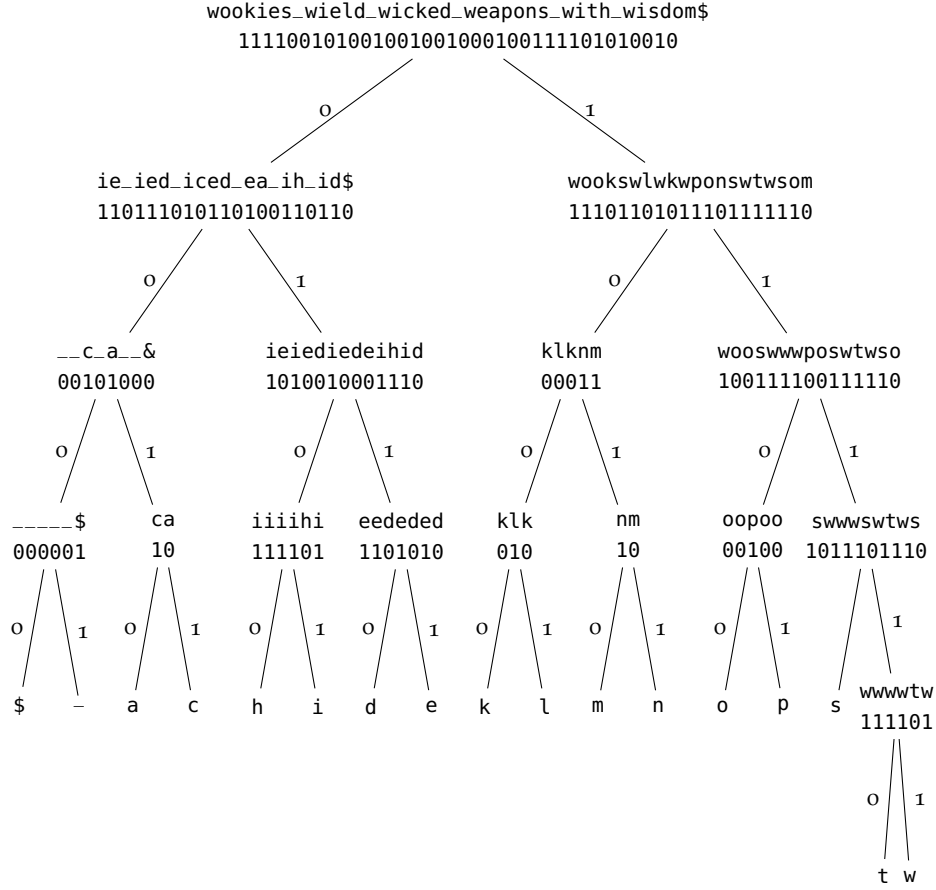 wookies_wield_wicked_weapons_with_wisdom$
111100101001001001000100111101010010
0 1
ie_ied_iced_ea_ih_id$ wookswlwkwponswtwsom
110111010110100110110 11101101011101111110
0 1 0 1
__c_a__& ieiediedeihid klknm wooswwwposwtwso
00101000 1010010001110 00011 100111100111110
0 1 0 1 0 1 0 1
_____$ ca iiiihi eededed klk nm oopoo swwwswtws
000001 10 111101 1101010 010 10 00100 1011101110
0 1 0 1 0 1 0 1 0 1 0 1 0 1 1
$ _ a c h i d e k l m n o p s wwwwtw
111101
0 1
t w